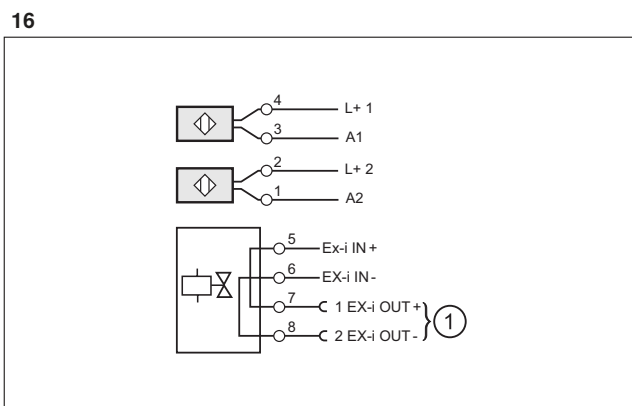 16
4 L+ 1
3 A1
2 L+ 2
1 A2
5 Ex-i IN +
6 EX-i IN -
7 1 EX-i OUT +
8 2 EX-i OUT -
1